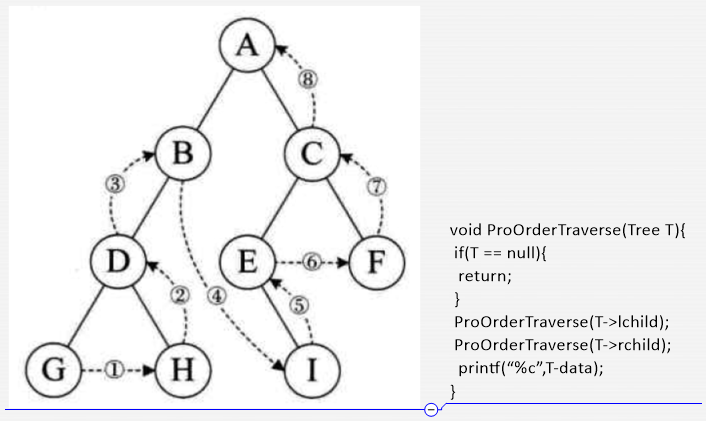 A
⑧
B
C
③
⑦
D
E
⑥
F
②
④
⑤
G
①
H
I
void ProOrderTraverse(Tree T){
if(T == null){
return;
}
ProOrderTraverse(T->lchild);
ProOrderTraverse(T->rchild);
printf(“%c”,T-data);
}